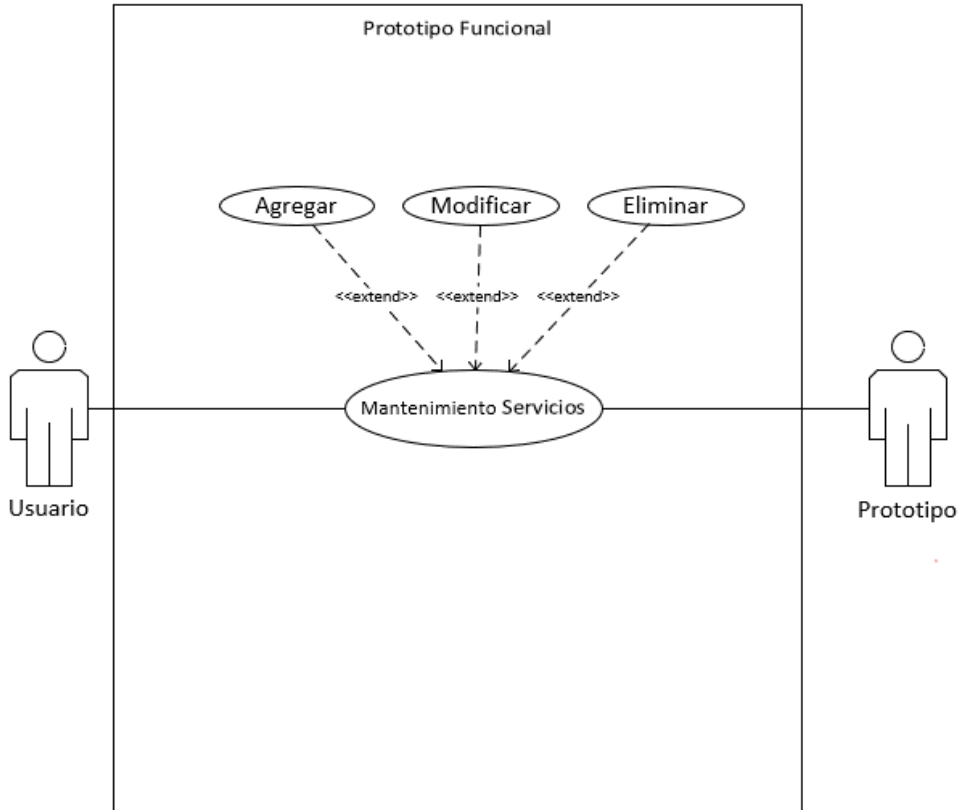 Prototipo Funcional
Agregar
Modificar
Eliminar
<<extend>>
<<extend>>
<<extend>>
Mantenimiento Servicios
Usuario
Prototipo